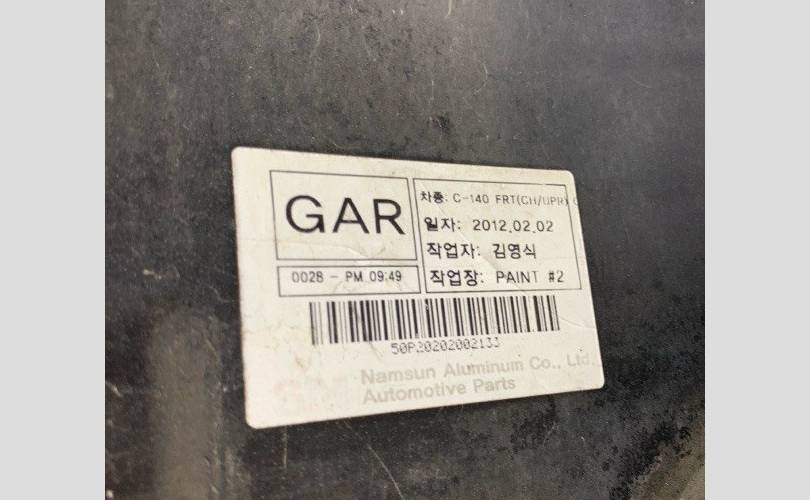 GAR
0028 - PM 09:49
차종: C-140 FRT(CH/UPR)
일자: 2012.02.02
작업자: 김영식
작업장: PAINT #2
50P20202002133
Namsun Aluminum Co., Ltd.
Automotive Parts